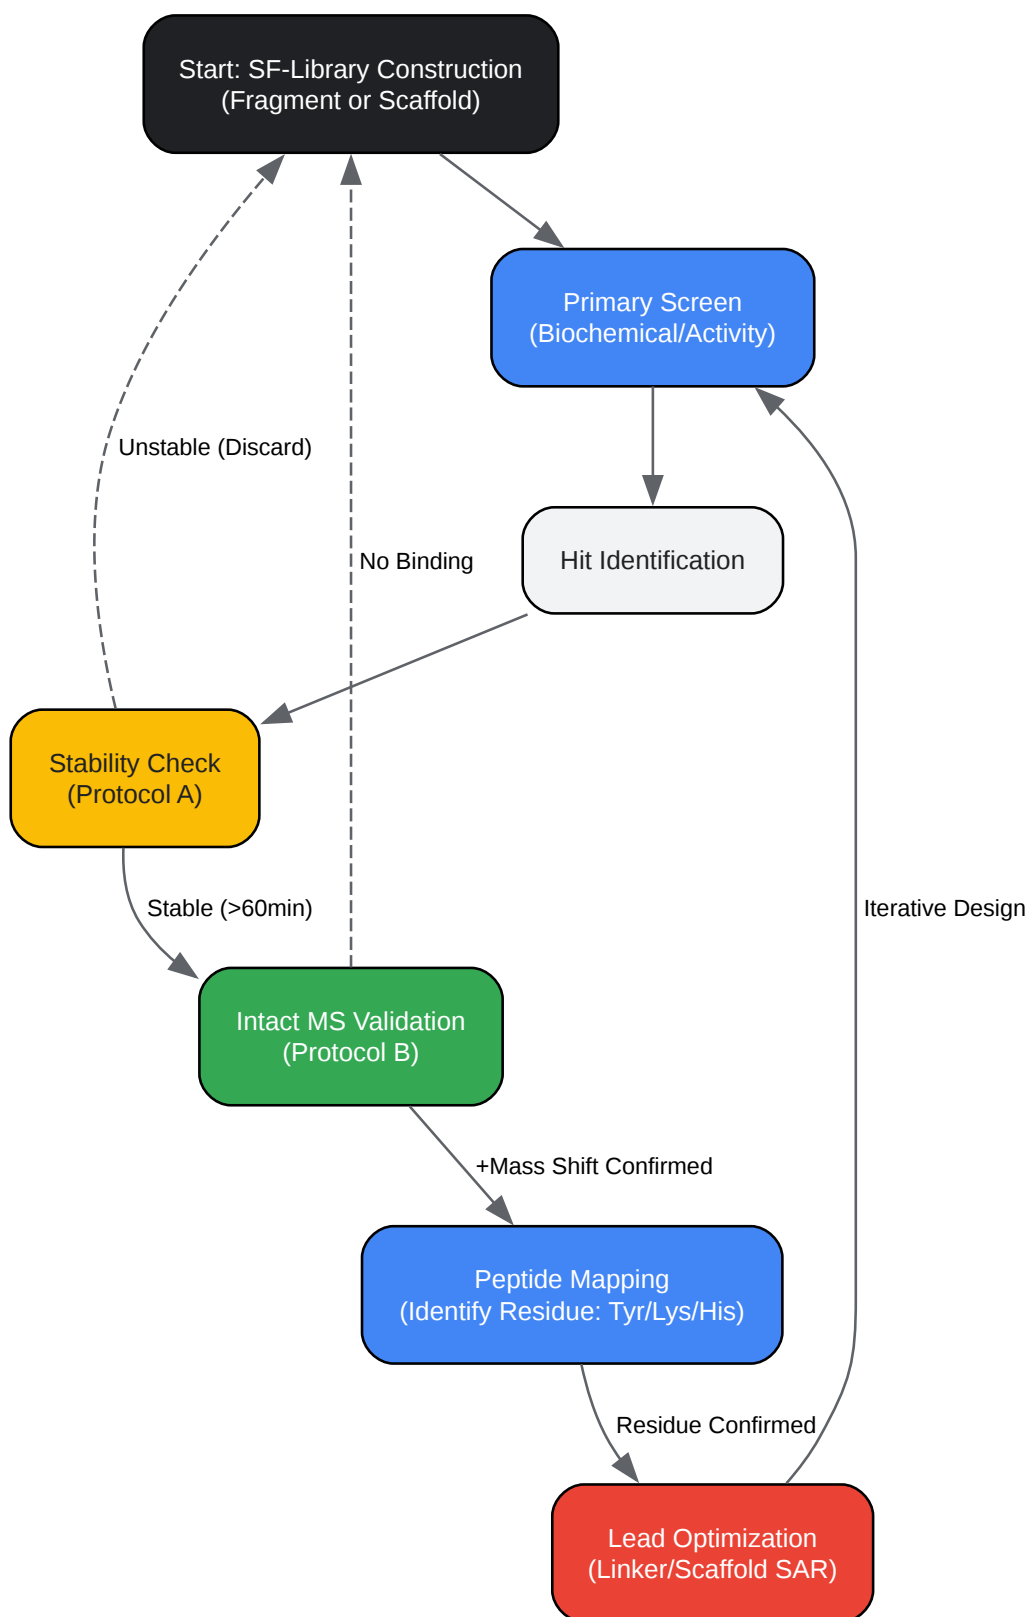 Start: SF-Library Construction
(Fragment or Scaffold)
Primary Screen
(Biochemical/Activity)
Unstable (Discard)
No Binding
Hit Identification
Stability Check
(Protocol A)
Stable (>60min)
Iterative Design
Intact MS Validation
(Protocol B)
+Mass Shift Confirmed
Peptide Mapping
(Identify Residue: Tyr/Lys/His)
Residue Confirmed
Lead Optimization
(Linker/Scaffold SAR)